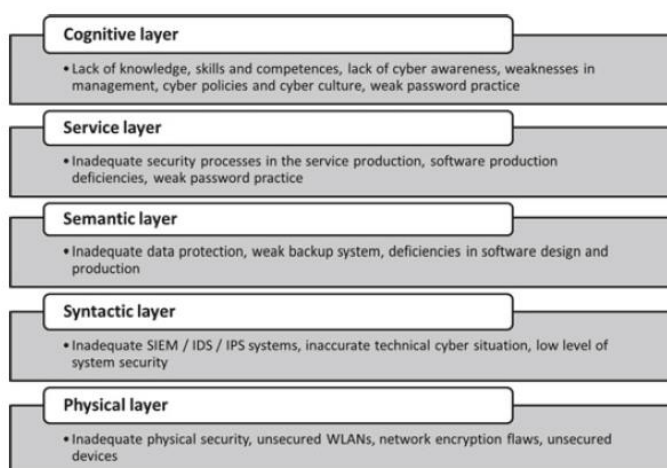 Cognitive layer
• Lack of knowledge, skills and competences, lack of cyber awareness, weaknesses in
management, cyber policies and cyber culture, weak password practice
Service layer
• Inadequate security processes in the service production, software production
deficiencies, weak password practice
Semantic layer
• Inadequate data protection, weak backup system, deficiencies in software design and
production
Syntactic layer
• Inadequate SIEM / IDS / IPS systems, inaccurate technical cyber situation, low level of
system security
Physical layer
• Inadequate physical security, unsecured WLANs, network encryption flaws, unsecured
devices